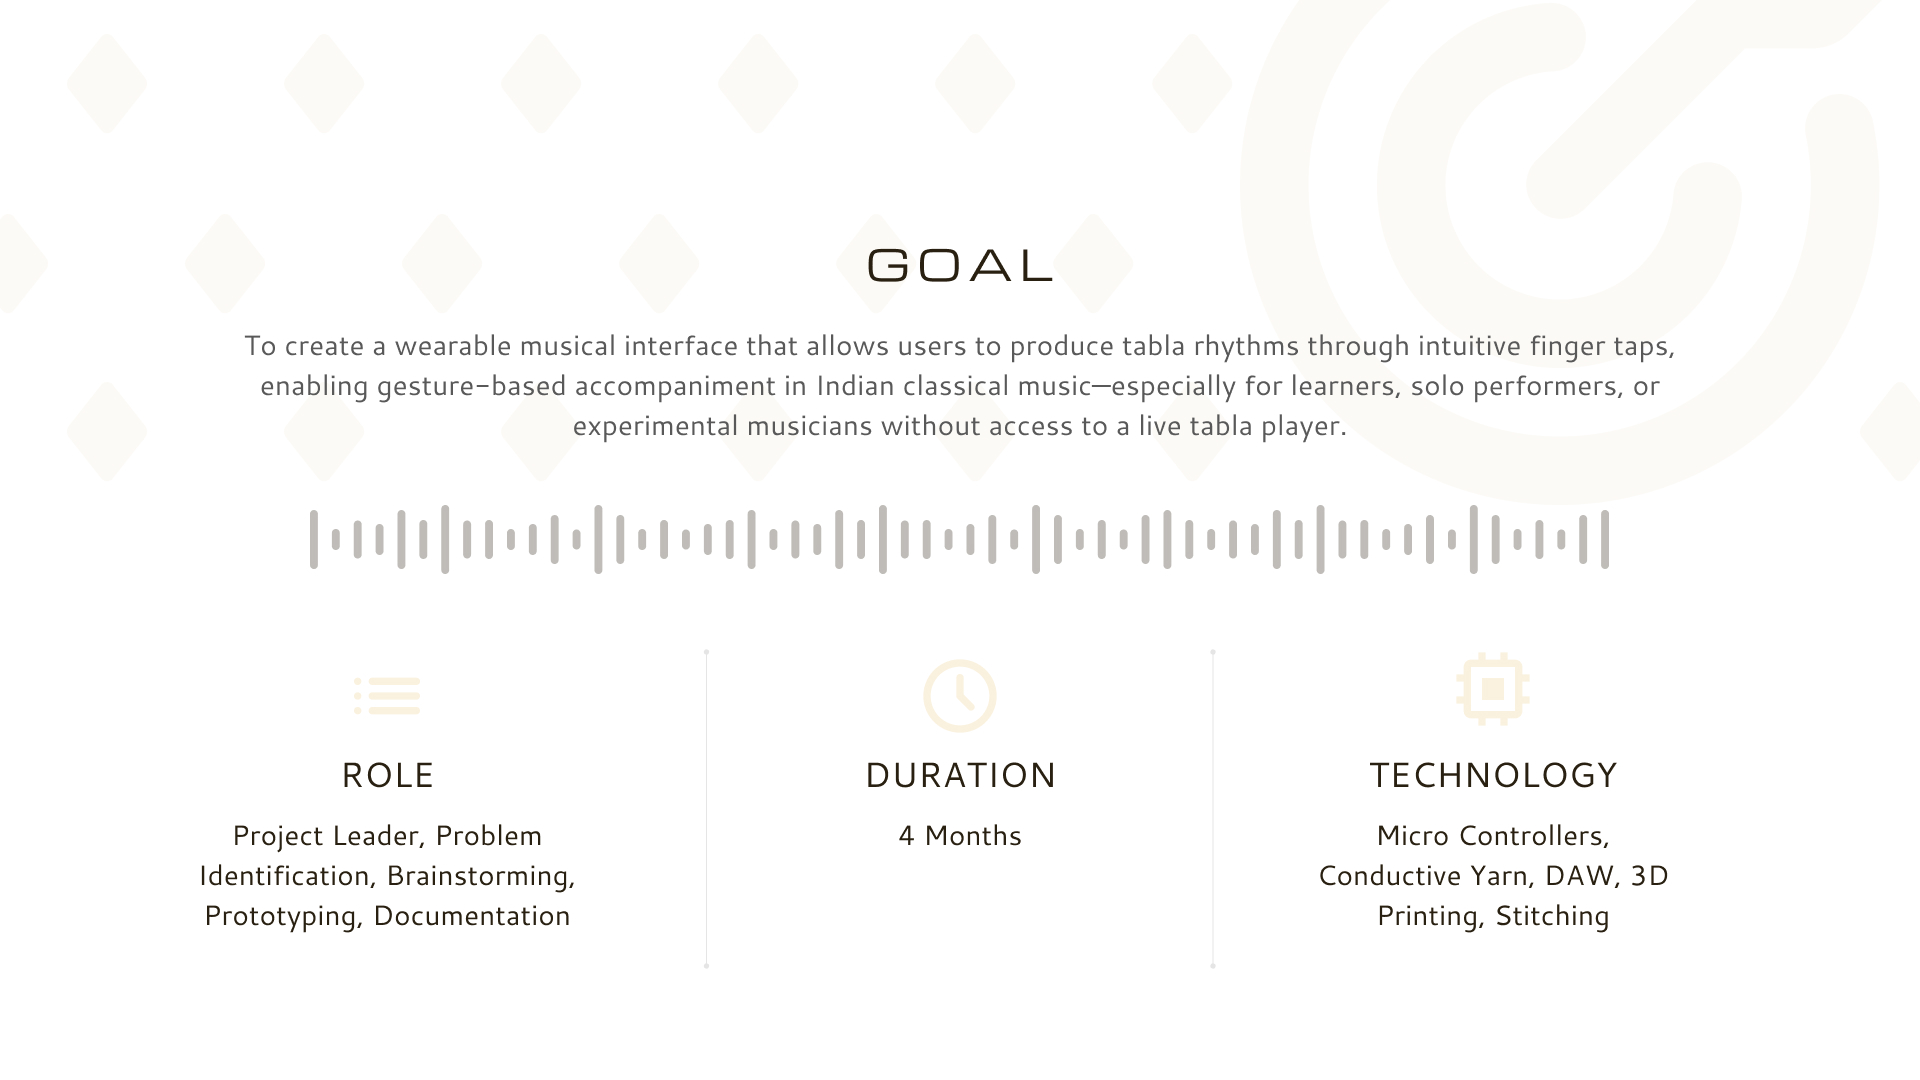 GOAL
To create a wearable musical interface that allows users to produce tabla rhythms through intuitive finger taps,
enabling gesture-based accompaniment in Indian classical music—especially for learners, solo performers, or
experimental musicians without access to a live tabla player.
ROLE
Project Leader, Problem
Identification, Brainstorming,
Prototyping, Documentation
DURATION
4 Months
TECHNOLOGY
Micro Controllers,
Conductive Yarn, DAW, 3D
Printing, Stitching